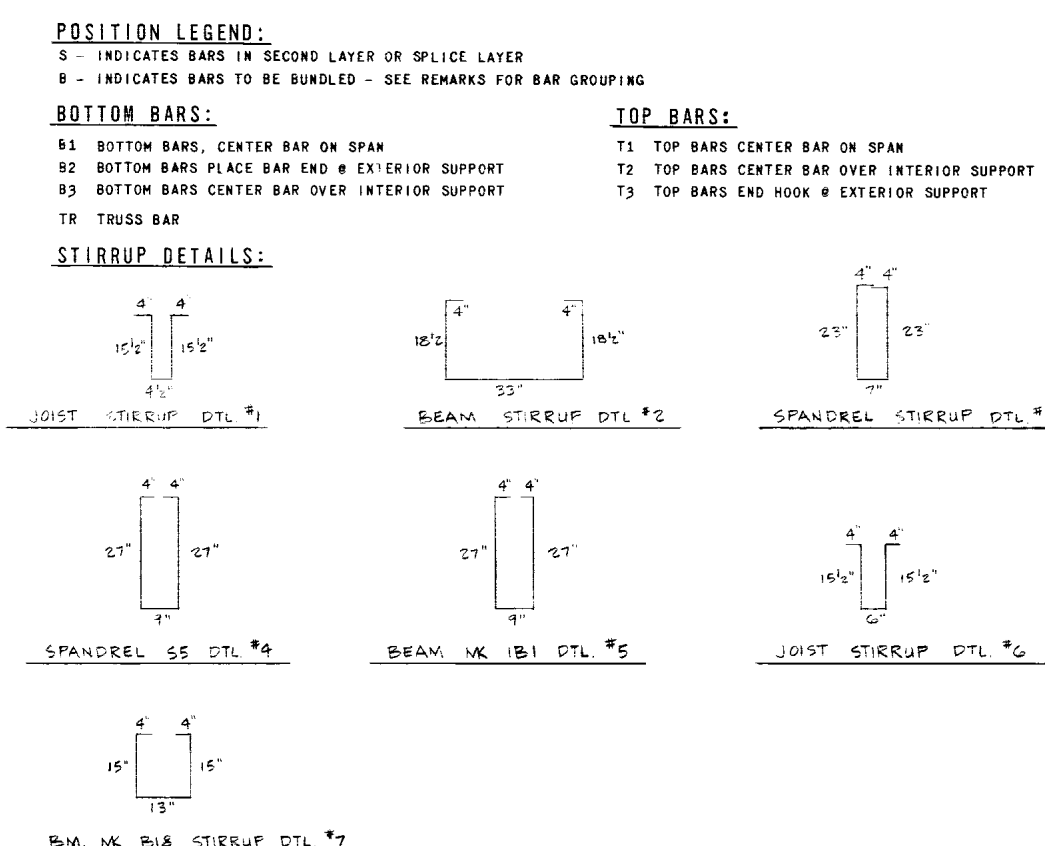 POSITION LEGEND:
S – INDICATES BARS IN SECOND LAYER OR SPLICE LAYER
B – INDICATES BARS TO BE BUNDLED – SEE REMARKS FOR BAR GROUPING
BOTTOM BARS:
B1 BOTTOM BARS, CENTER BAR ON SPAN
B2 BOTTOM BARS PLACE BAR END @ EXTERIOR SUPPORT
B3 BOTTOM BARS CENTER BAR OVER INTERIOR SUPPORT
TR TRUSS BAR
TOP BARS:
T1 TOP BARS CENTER BAR ON SPAN
T2 TOP BARS CENTER BAR OVER INTERIOR SUPPORT
T3 TOP BARS END HOOK @ EXTERIOR SUPPORT
STIRRUP DETAILS:
4" 4"
15½" 15½"
4½"
JOIST STIRRUP DTL #1
4" 4"
18½ 18½"
33"
BEAM STIRRUP DTL #2
4" 4"
23" 23"
7"
SPANDREL STIRRUP DTL. #
4" 4"
27" 27"
7"
SPANDREL S5 DTL. #4
4" 4"
27" 27"
9"
BEAM MK 1B1 DTL. #5
4" 4"
15½" 15½"
6"
JOIST STIRRUP DTL. #6
4" 4"
15" 15"
13"
BM. MK B18 STIRRUP DTL. #7